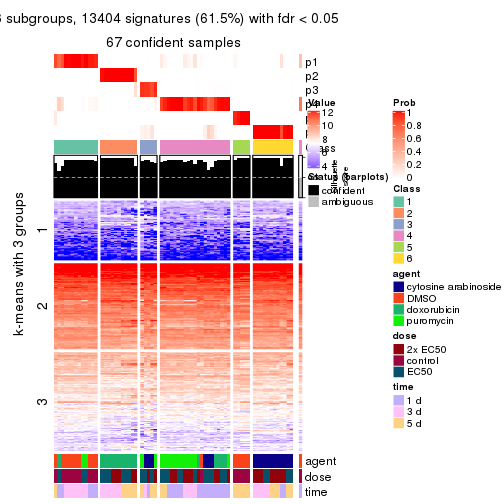 subgroups, 13404 signatures (61.5%) with fdr < 0.05
67 confident samples
p1
p2
p3
Value
12
10
8
6
4
Status (barplots)
confident
ambiguous
Prob
1
0.8
0.6
0.4
0.2
0
Class
1
2
3
4
5
6
agent
cytosine arabinoside
DMSO
doxorubicin
puromycin
dose
2x EC50
control
EC50
time
1 d
3 d
5 d
k-means with 3 groups
1
2
3
agent
dose
time